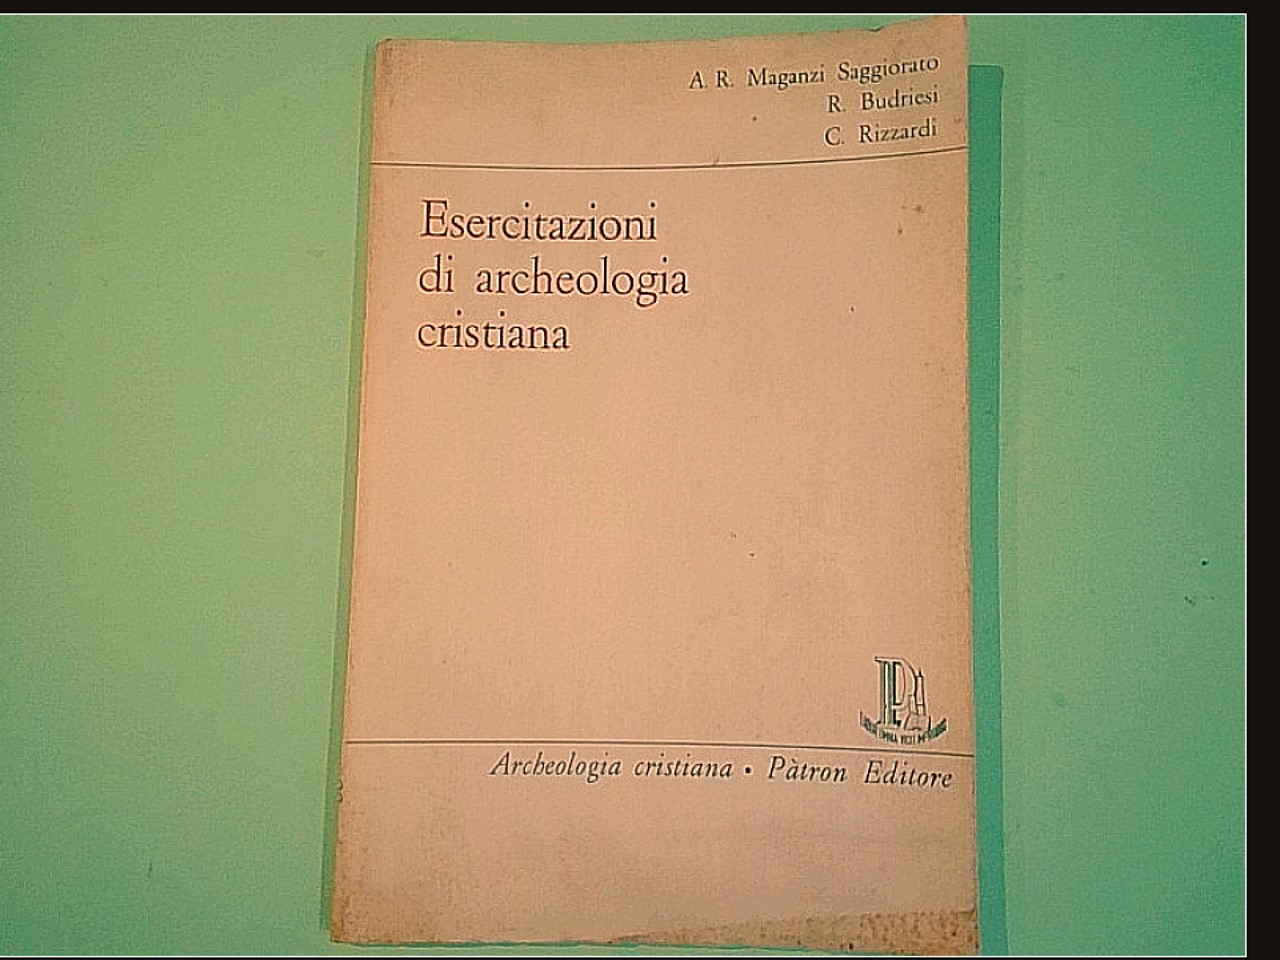 A. R. Maganzi Saggiorato
R. Budriesi
C. Rizzardi
Esercitazioni
di archeologia
cristiana
Archeologia cristiana • Pàtron Editore